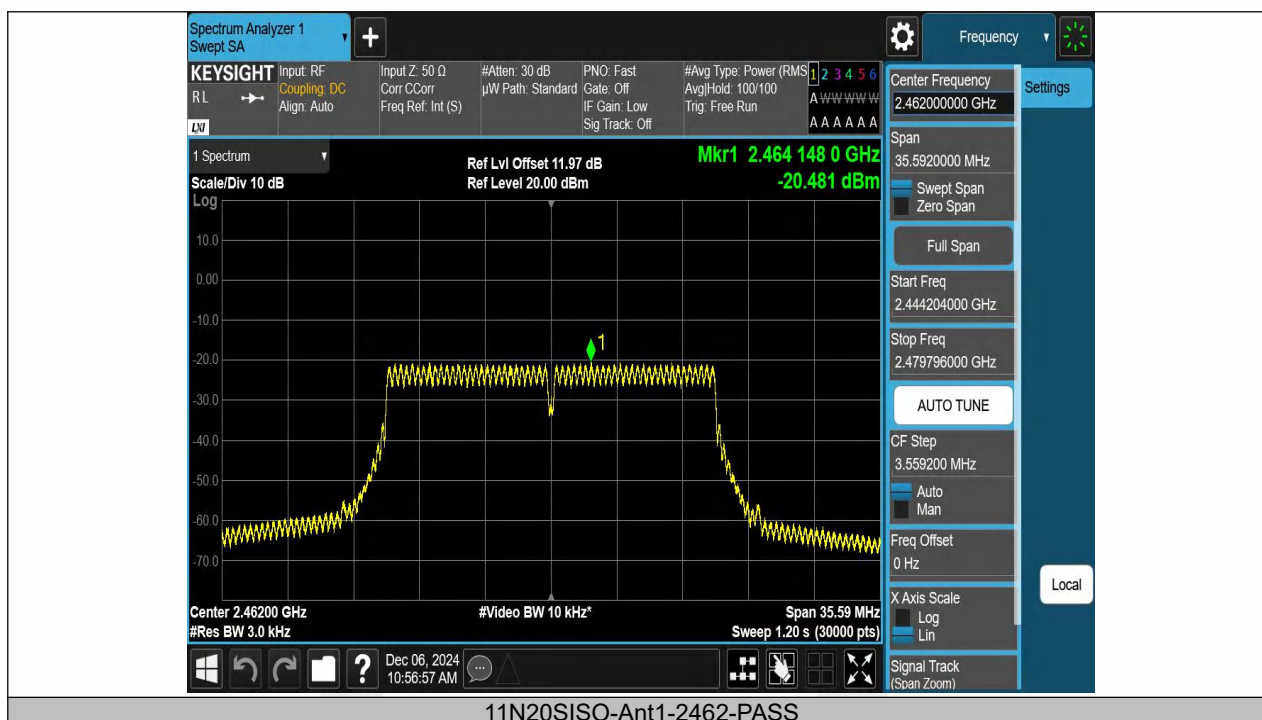 Spectrum Analyzer 1
Swept SA
+
Frequency
KEYSIGHT
RL
LXI
Input: RF
Coupling: DC
Align: Auto
Input Z: 50 Ω
Corr CCorr
Freq Ref: Int (S)
#Atten: 30 dB
µW Path: Standard
PNO: Fast
Gate: Off
IF Gain: Low
Sig Track: Off
#Avg Type: Power (RMS
Avg|Hold: 100/100
Trig: Free Run
1 2 3 4 5 6
A W W W W W
A A A A A A
1 Spectrum
Scale/Div 10 dB
Log
Ref Lvl Offset 11.97 dB
Ref Level 20.00 dBm
Mkr1 2.464 148 0 GHz
-20.481 dBm
10.0
0.00
-10.0
-20.0
-30.0
-40.0
-50.0
-60.0
-70.0
1
Center 2.46200 GHz
#Res BW 3.0 kHz
#Video BW 10 kHz*
Span 35.59 MHz
Sweep 1.20 s (30000 pts)
Center Frequency
2.462000000 GHz
Span
35.5920000 MHz
Swept Span
Zero Span
Full Span
Start Freq
2.444204000 GHz
Stop Freq
2.479796000 GHz
AUTO TUNE
CF Step
3.559200 MHz
Auto
Man
Freq Offset
0 Hz
X Axis Scale
Log
Lin
Signal Track
(Span Zoom)
Settings
Local
?
Dec 06, 2024
10:56:57 AM
11N20SISO-Ant1-2462-PASS